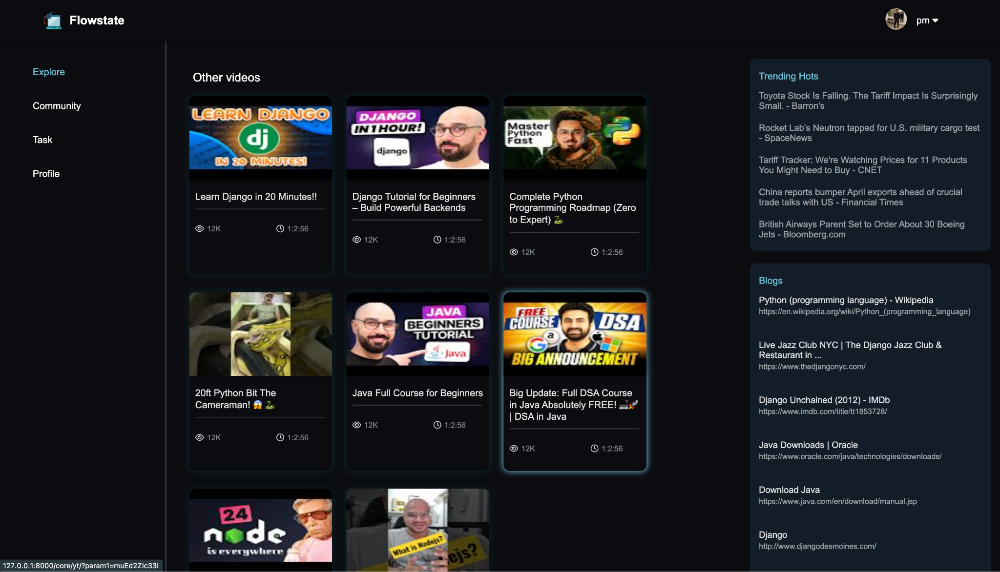 Flowstate
pm
Explore
Community
Task
Profile
Other videos
LEARN DJANGO
dj
IN 20 MINUTES!
Learn Django in 20 Minutes!!
12K
1:2:56
DJANGO
IN 1 HOUR!
django
Django Tutorial for Beginners
– Build Powerful Backends
12K
1:2:56
Master
Python
Fast
Complete Python
Programming Roadmap (Zero
to Expert) 🐍
12K
1:2:56
20ft Python Bit The
Cameraman! 😱 🐍
12K
1:2:56
JAVA
BEGINNERS
TUTORIAL
java
Java Full Course for Beginners
12K
1:2:56
FREE
COURSE
DSA
a
G
BIG ANNOUNCEMENT
Big Update: Full DSA Course
in Java Absolutely FREE! 💻🚀
| DSA in Java
12K
1:2:56
24
node
is everywhere
What is Nodejs?
ejs?
Trending Hots
Toyota Stock Is Falling. The Tariff Impact Is Surprisingly
Small. - Barron's
Rocket Lab’s Neutron tapped for U.S. military cargo test
- SpaceNews
Tariff Tracker: We're Watching Prices for 11 Products
You Might Need to Buy - CNET
China reports bumper April exports ahead of crucial
trade talks with US - Financial Times
British Airways Parent Set to Order About 30 Boeing
Jets - Bloomberg.com
Blogs
Python (programming language) - Wikipedia
https://en.wikipedia.org/wiki/Python_(programming_language)
Live Jazz Club NYC | The Django Jazz Club &
Restaurant in ...
https://www.thedjangonyc.com/
Django Unchained (2012) - IMDb
https://www.imdb.com/title/tt1853728/
Java Downloads | Oracle
https://www.oracle.com/java/technologies/downloads/
Download Java
https://www.java.com/en/download/manual.jsp
Django
http://www.djangodesmoines.com/
127.0.0.1:8000/core/yt/?param1=muEd2ZIc33I